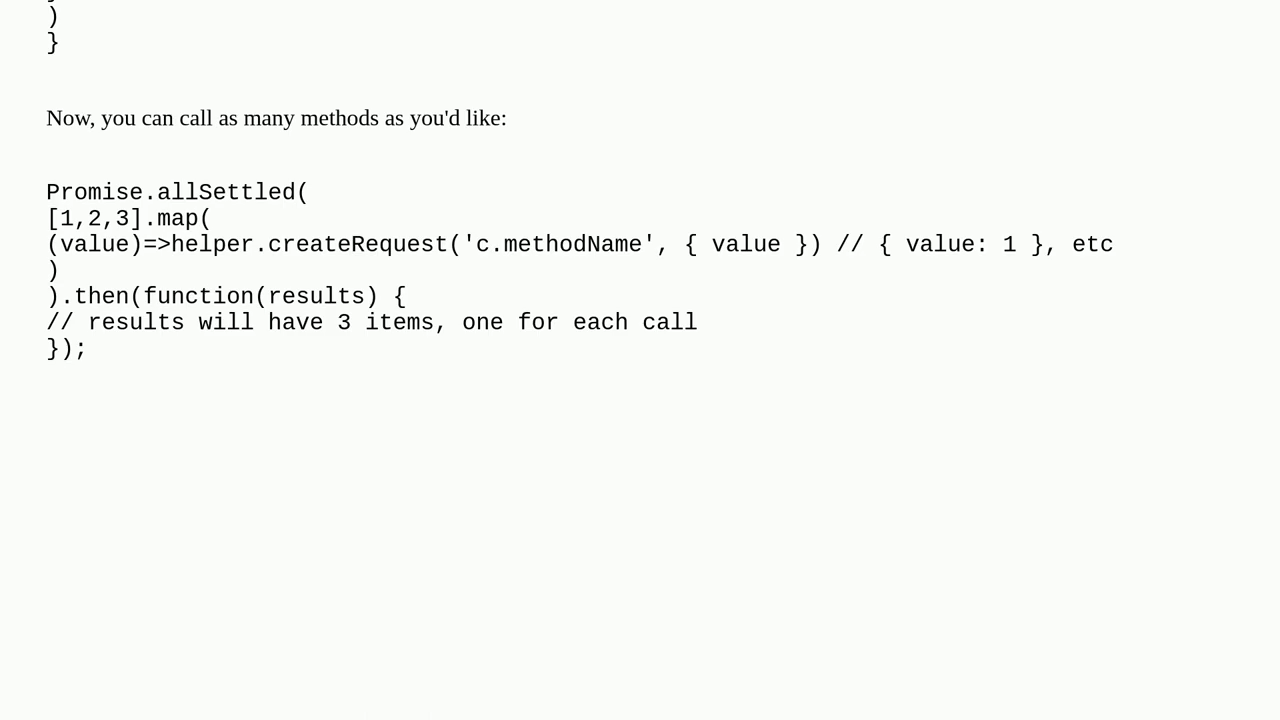 )
}
Now, you can call as many methods as you'd like:
Promise.allSettled(
[1,2,3].map(
(value)=>helper.createRequest('c.methodName', { value }) // { value: 1 }, etc
)
).then(function(results) {
// results will have 3 items, one for each call
});